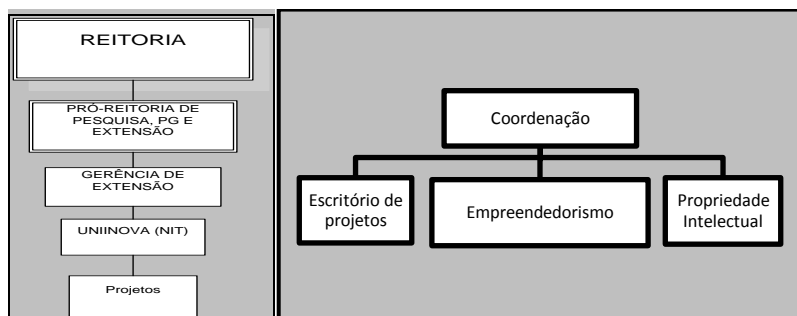 REITORIA
PRÓ-REITORIA DE
PESQUISA, PG E
EXTENSÃO
GERÊNCIA DE
EXTENSÃO
UNIINOVA (NIT)
Projetos
Coordenação
Escritório de
projetos
Empreendedorismo
Propriedade
Intelectual